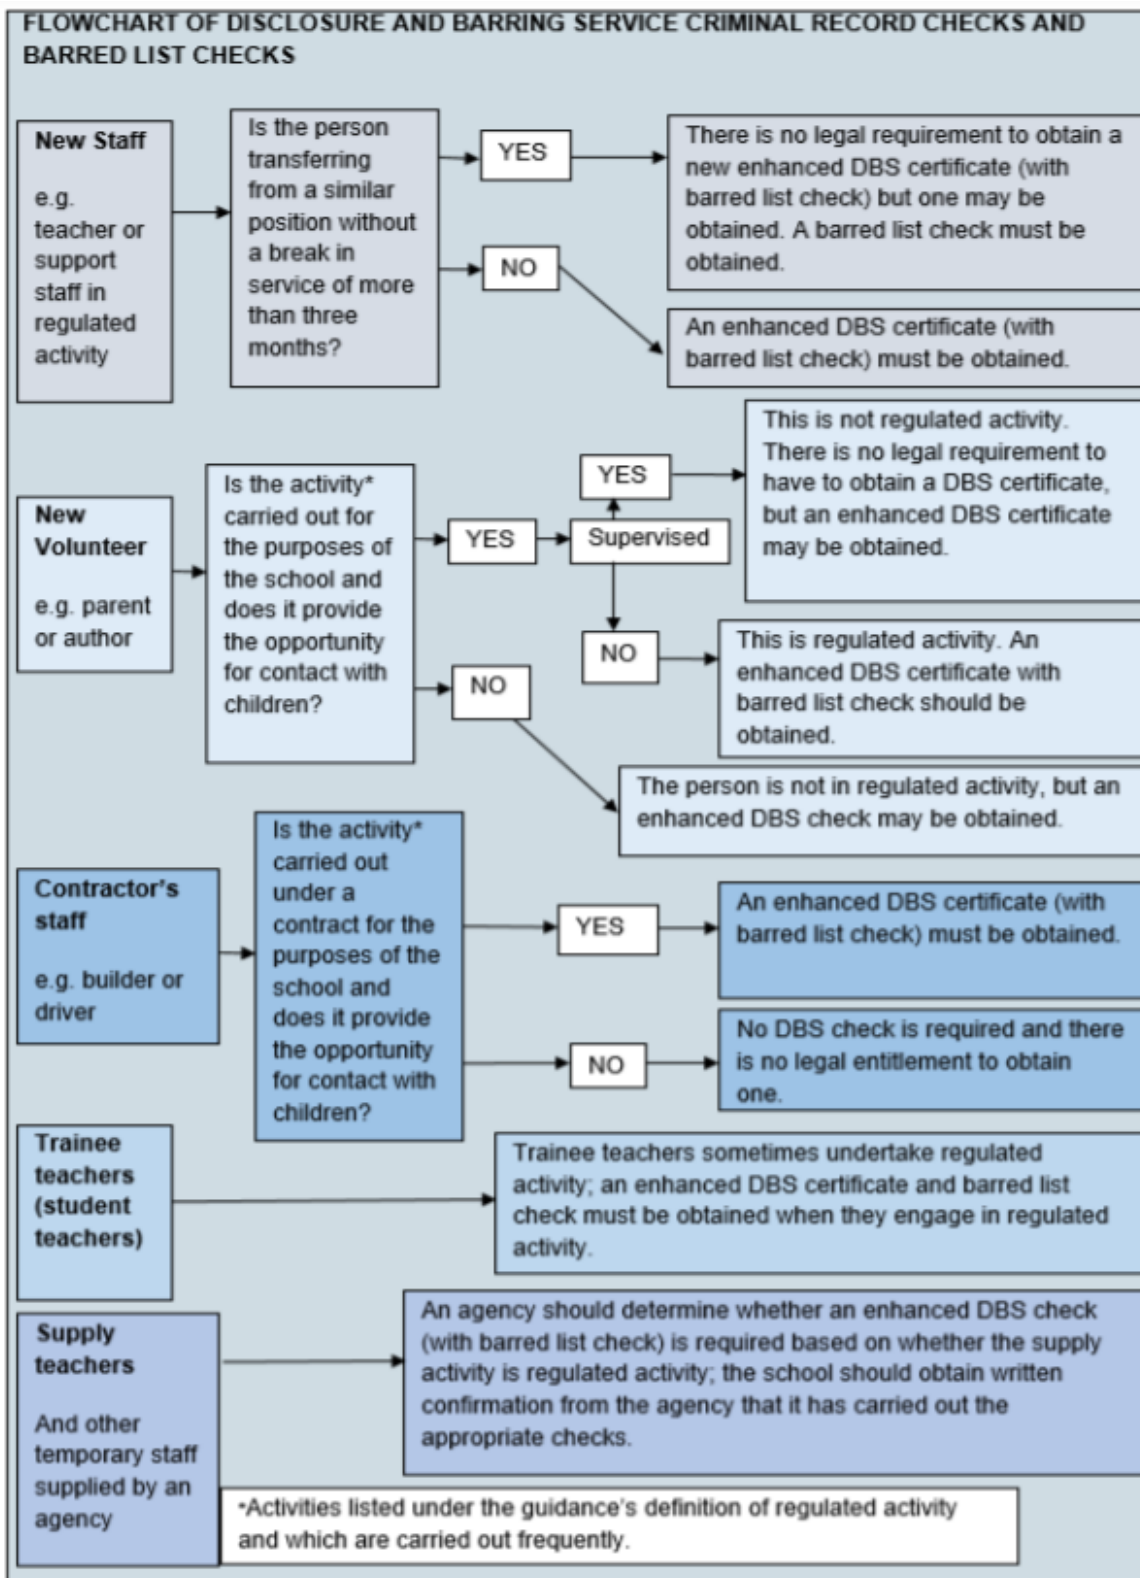 FLOWCHART OF DISCLOSURE AND BARRING SERVICE CRIMINAL RECORD CHECKS AND
BARRED LIST CHECKS
New Staff
e.g.
teacher or
support
staff in
regulated
activity
Is the person
transferring
from a similar
position without
a break in
service of more
than three
months?
YES
There is no legal requirement to obtain a
new enhanced DBS certificate (with
barred list check) but one may be
obtained. A barred list check must be
obtained.
NO
An enhanced DBS certificate (with
barred list check) must be obtained.
New
Volunteer
e.g. parent
or author
Is the activity*
carried out for
the purposes of
the school and
does it provide
the opportunity
for contact with
children?
YES
Supervised
YES
This is not regulated activity.
There is no legal requirement to
have to obtain a DBS certificate,
but an enhanced DBS certificate
may be obtained.
NO
This is regulated activity. An
enhanced DBS certificate with
barred list check should be
obtained.
NO
The person is not in regulated activity, but an
enhanced DBS check may be obtained.
Contractor's
staff
e.g. builder or
driver
Is the activity*
carried out
under a
contract for the
purposes of the
school and
does it provide
the opportunity
for contact with
children?
YES
An enhanced DBS certificate (with
barred list check) must be obtained.
NO
No DBS check is required and there
is no legal entitlement to obtain
one.
Trainee
teachers
(student
teachers)
Trainee teachers sometimes undertake regulated
activity; an enhanced DBS certificate and barred list
check must be obtained when they engage in regulated
activity.
Supply
teachers
And other
temporary staff
supplied by an
agency
An agency should determine whether an enhanced DBS check
(with barred list check) is required based on whether the supply
activity is regulated activity; the school should obtain written
confirmation from the agency that it has carried out the
appropriate checks.
*Activities listed under the guidance's definition of regulated activity
and which are carried out frequently.